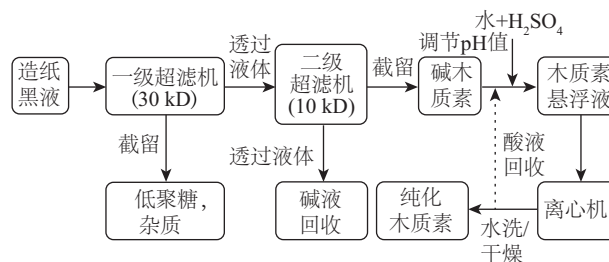 水+H₂SO₄
调节pH值
造纸
黑液
一级超滤机
(30 kD)
透过
液体
二级
超滤机
(10 kD)
截留
碱木
质素
木质素
悬浮液
截留
透过液体
酸液
回收
低聚糖，
杂质
碱液
回收
纯化
木质素
水洗/
干燥
离心机